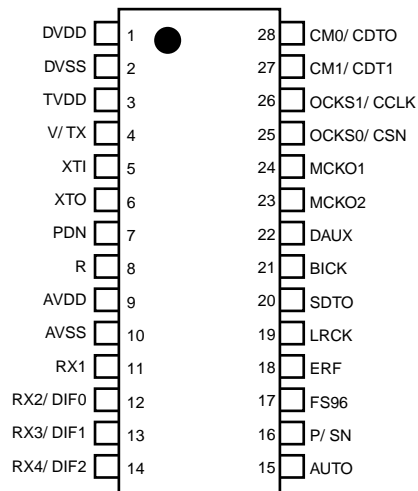 DVDD 1 28 CM0/ CDTO
DVSS 2 27 CM1/ CDT1
TVDD 3 26 OCKS1/ CCLK
V/ TX 4 25 OCKS0/ CSN
XTI 5 24 MCKO1
XTO 6 23 MCKO2
PDN 7 22 DAUX
R 8 21 BICK
AVDD 9 20 SDTO
AVSS 10 19 LRCK
RX1 11 18 ERF
RX2/ DIF0 12 17 FS96
RX3/ DIF1 13 16 P/ SN
RX4/ DIF2 14 15 AUTO